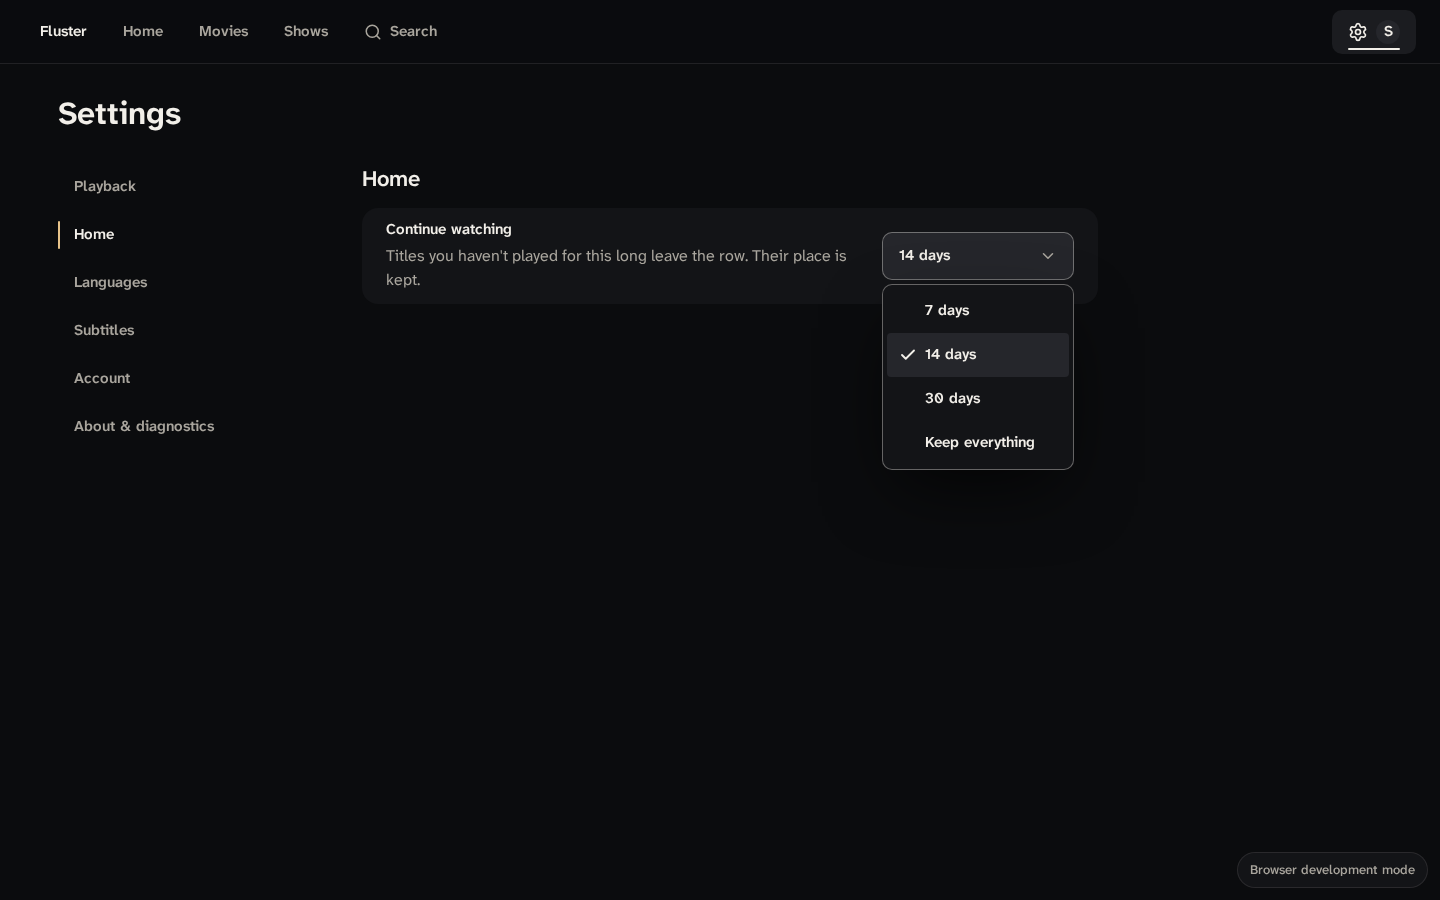 Fluster
Home
Movies
Shows
Search
S
Settings
Playback
Home
Languages
Subtitles
Account
About & diagnostics
Home
Continue watching
Titles you haven't played for this long leave the row. Their place is
kept.
14 days
7 days
14 days
30 days
Keep everything
Browser development mode